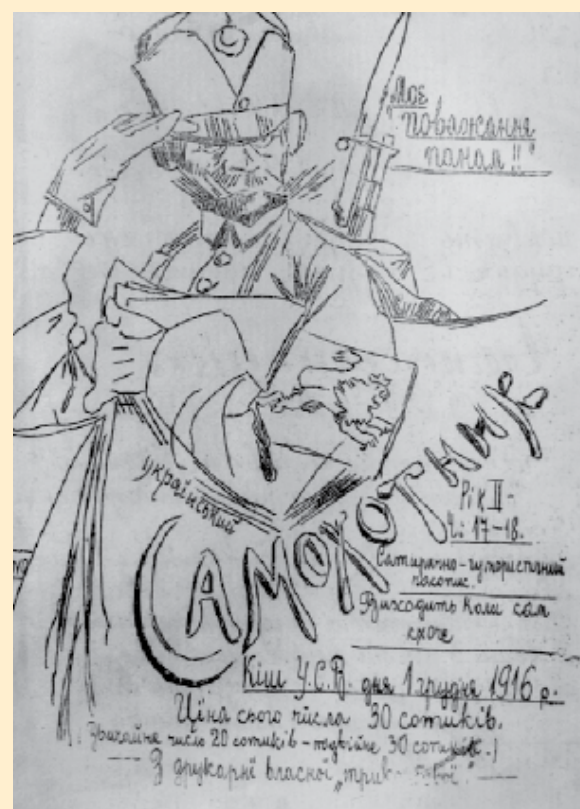 "Моє
"поважання
панам!!"
український
САМОХОТНИК
Рік II-
Ч: 17-18.
Сатирично-гумористичний
часопис.
Виходить коли сам
схоче
Кіш У.С.В. дня 1 грудня 1916 р.
Ціна сього числа 30 сотиків.
Звичайне число 20 сотиків - подвійне 30 сотиків.)
З друкарнї власної